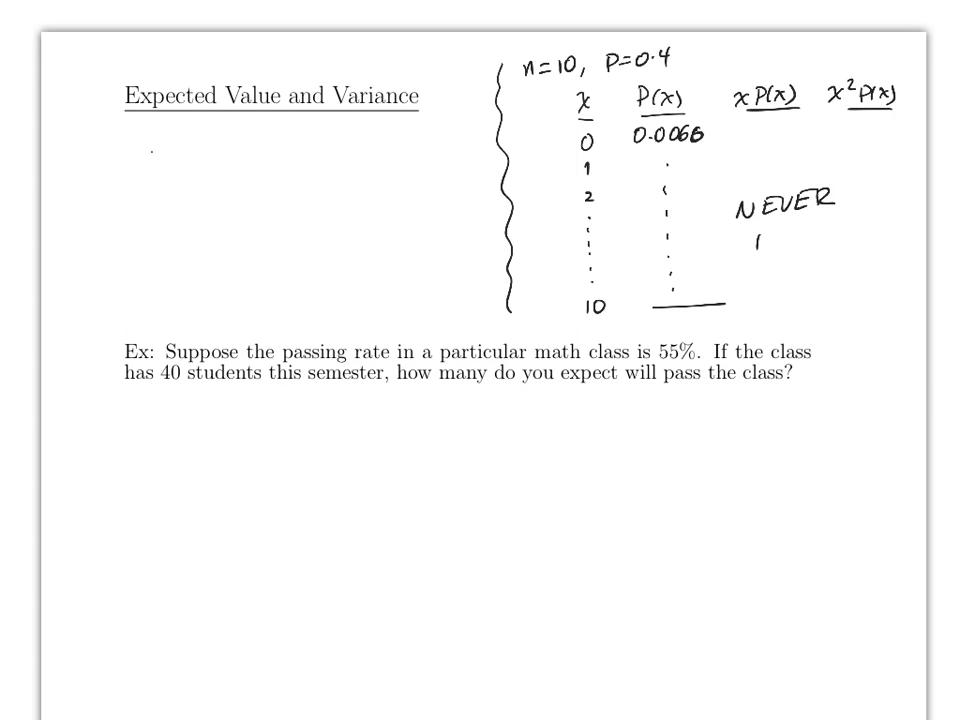 n=10, P=0.4
Expected Value and Variance
x P(x) xP(x) x²P(x)
0 0.0066
1
2
NEVER
10
Ex: Suppose the passing rate in a particular math class is 55%. If the class
has 40 students this semester, how many do you expect will pass the class?